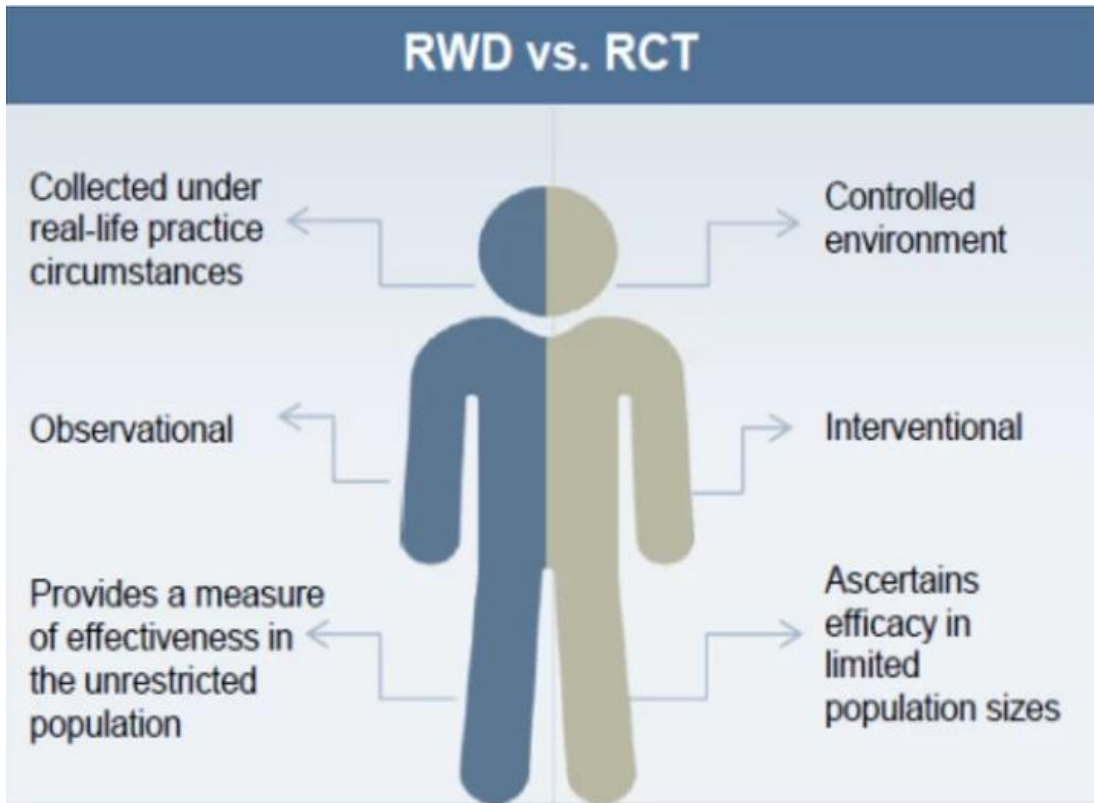 RWD vs. RCT
Collected under
real-life practice
circumstances
Controlled
environment
Observational
Interventional
Provides a measure
of effectiveness in
the unrestricted
population
Ascertains
efficacy in
limited
population sizes